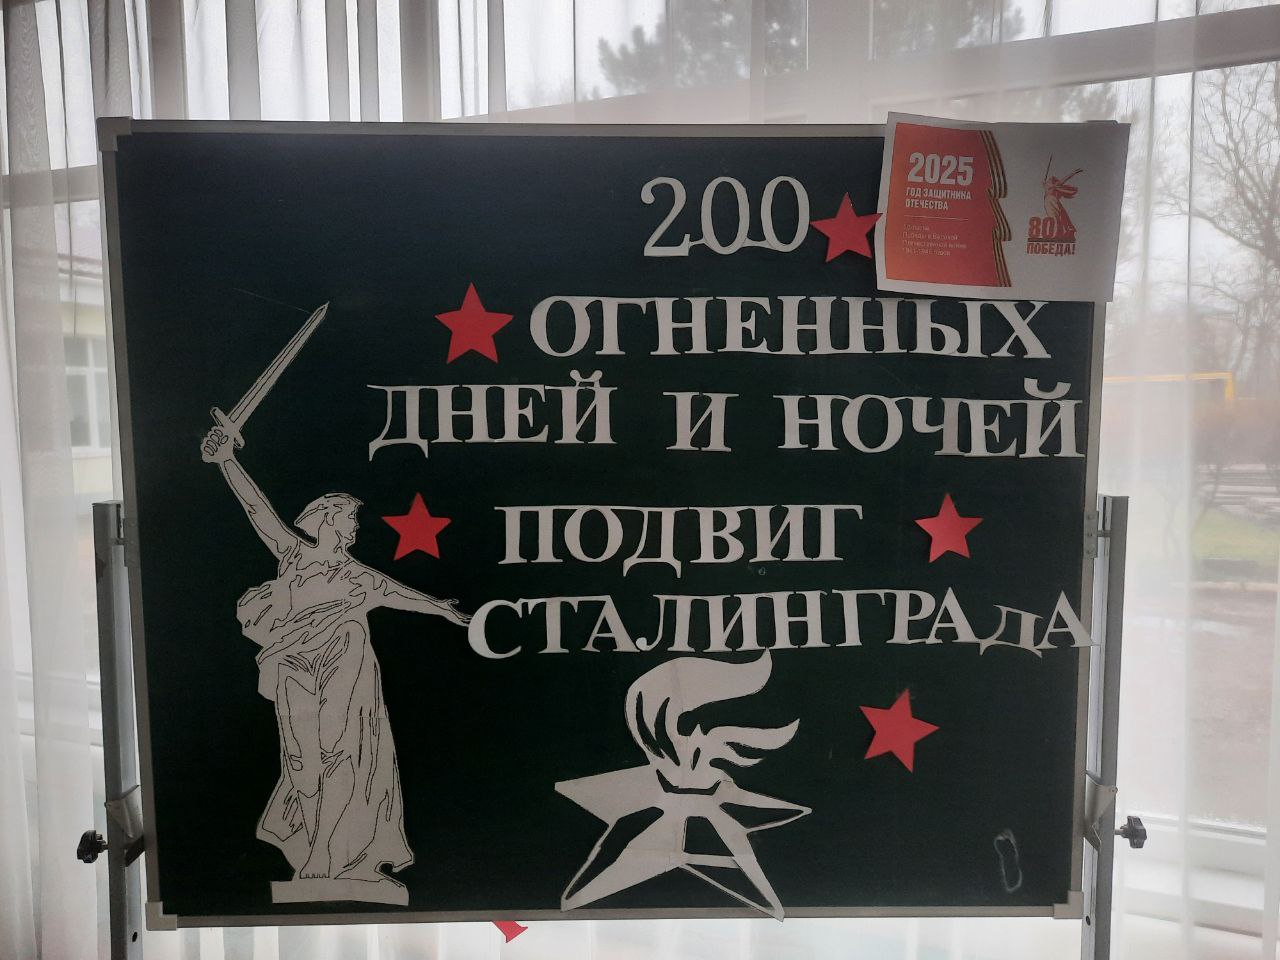 200
ОГНЕННЫХ
ДНЕЙ И НОЧЕЙ
ПОДВИГ
СТАЛИНГРАДА
2025
ГОД ЗАЩИТНИКА
ОТЕЧЕСТВА
80
ПОБЕДА!